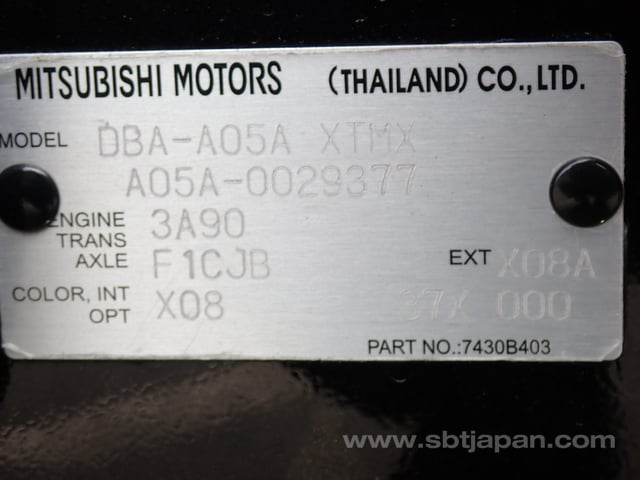 MITSUBISHI MOTORS (THAILAND) CO., LTD.
MODEL DBA-A05A XTMX
A05A-0029377
ENGINE 3A90
TRANS
AXLE F1CJB EXT X08A
COLOR, INT X08 37X 000
OPT
PART NO.:7430B403
www.sbtjapan.com